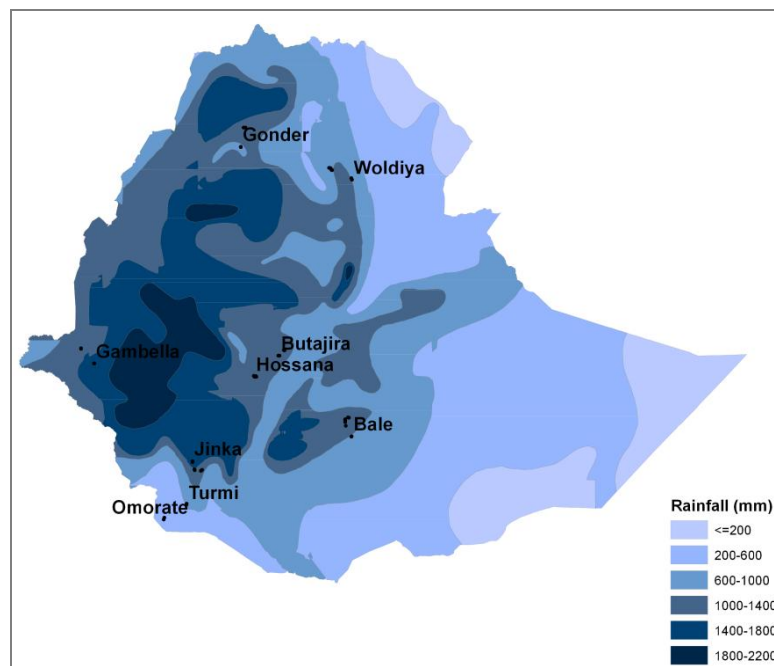 Gonder
Woldiya
Butajira
Gambella
Hossana
Bale
Jinka
Turmi
Omorate
Rainfall (mm)
<=200
200-600
600-1000
1000-1400
1400-1800
1800-2200